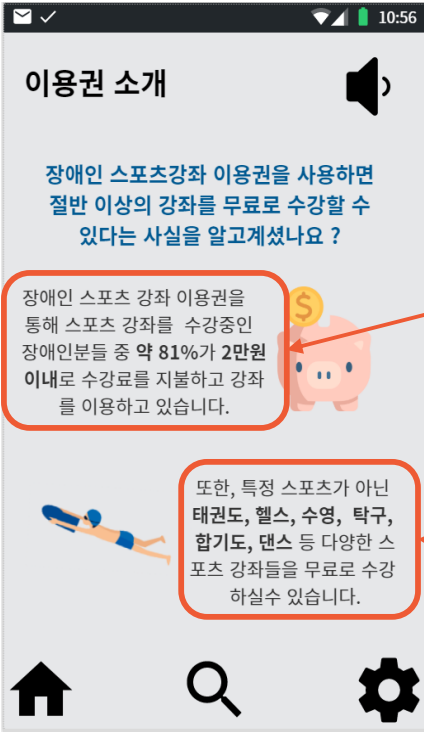 10:56
이용권 소개
장애인 스포츠강좌 이용권을 사용하면
절반 이상의 강좌를 무료로 수강할 수
있다는 사실을 알고계셨나요 ?
장애인 스포츠 강좌 이용권을
통해 스포츠 강좌를 수강중인
장애인분들 중 약 81%가 2만원
이내로 수강료를 지불하고 강좌
를 이용하고 있습니다.
또한, 특정 스포츠가 아닌
태권도, 헬스, 수영, 탁구,
합기도, 댄스 등 다양한 스
포츠 강좌들을 무료로 수강
하실수 있습니다.